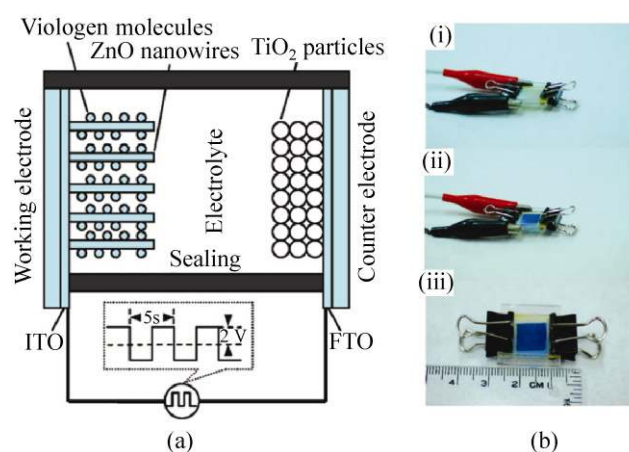 Viologen molecules
ZnO nanowires
TiO2 particles
Working electrode
Electrolyte
Counter electrode
Sealing
ITO
5s
2 V
FTO
(a)
(i)
(ii)
(iii)
4 3 2 CM 1
(b)